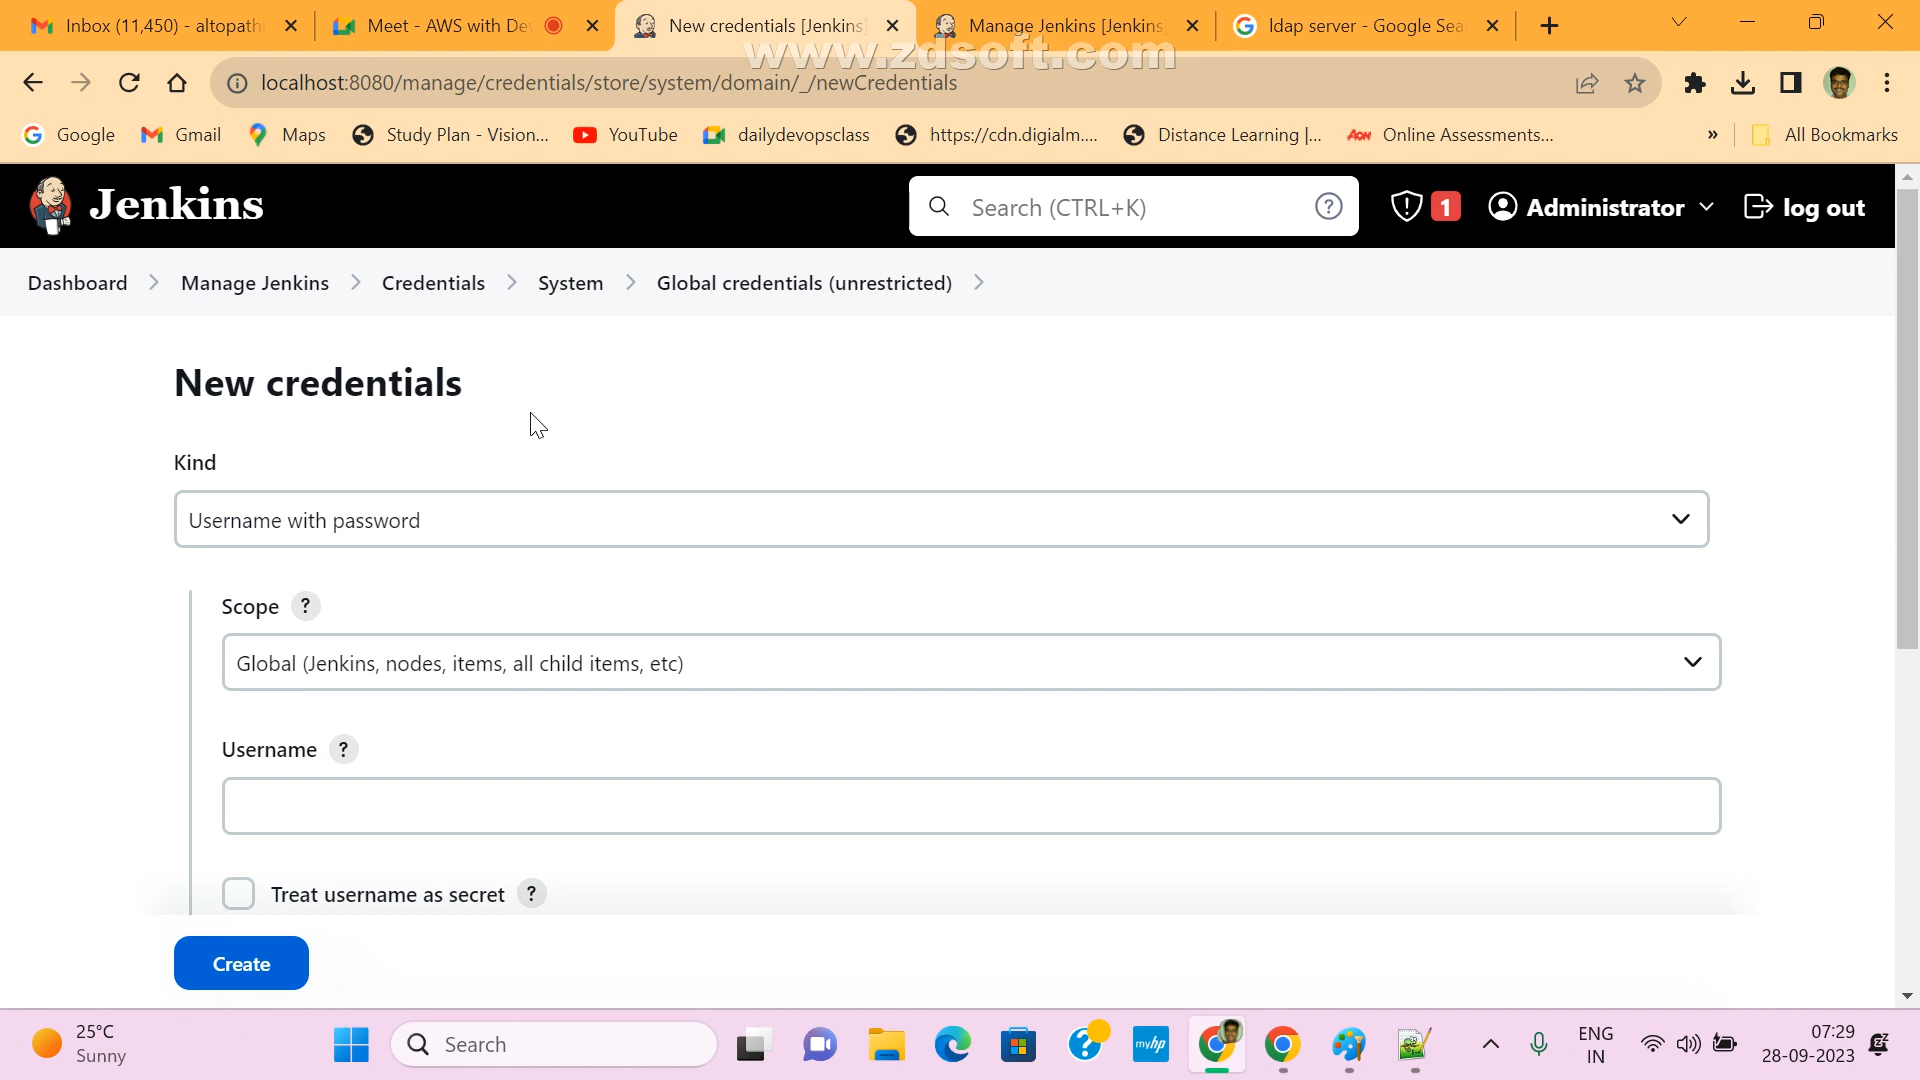 Inbox (11,450) - altopath
Meet - AWS with De
New credentials [Jenkins]
Manage Jenkins [Jenkins
ldap server - Google Sea
www.zdsoft.com
localhost:8080/manage/credentials/store/system/domain/_/newCredentials
Google
Gmail
Maps
Study Plan - Vision...
YouTube
dailydevopsclass
https://cdn.digialm....
Distance Learning |...
AON
Online Assessments...
»
All Bookmarks
Jenkins
Search (CTRL+K)
?
1
Administrator
log out
Dashboard
Manage Jenkins
Credentials
System
Global credentials (unrestricted)
New credentials
Kind
Username with password
Scope ?
Global (Jenkins, nodes, items, all child items, etc)
Username ?
Treat username as secret ?
Create
25°C
Sunny
Search
?
myhp
ENG
IN
07:29
28-09-2023